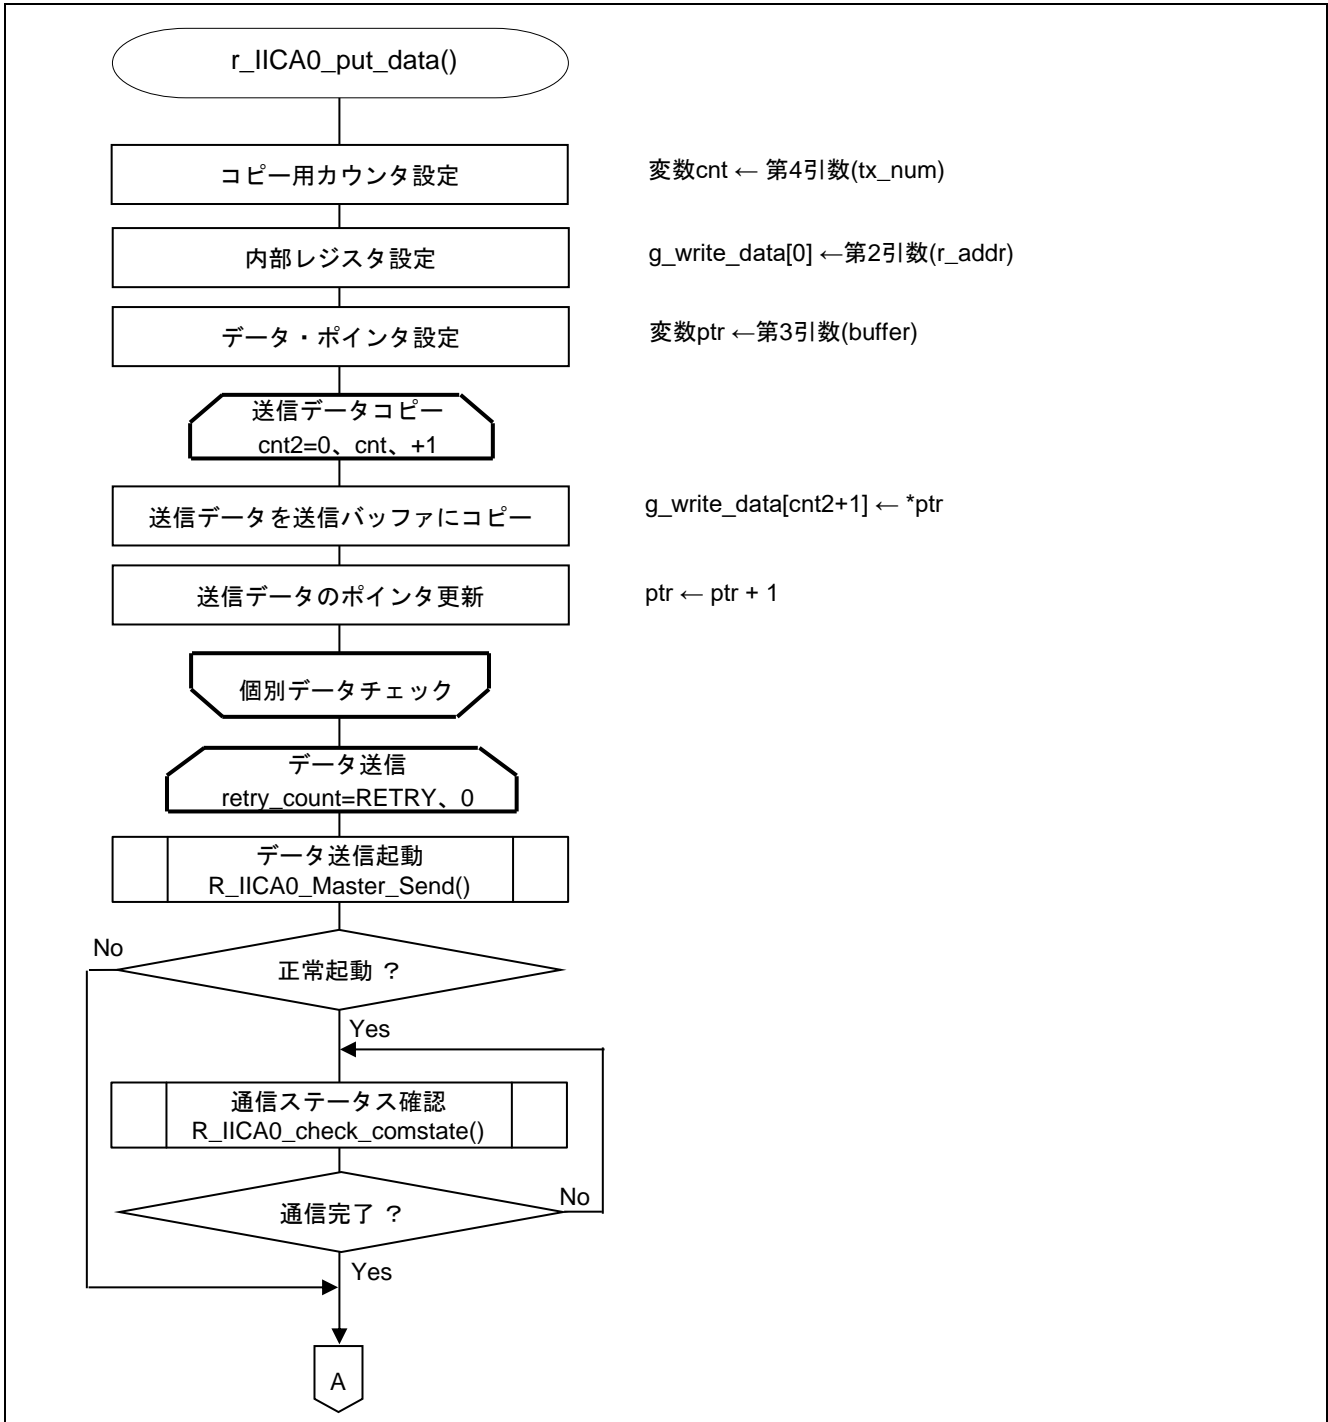 r_IICA0_put_data()
コピー用カウンタ設定
変数cnt ← 第4引数(tx_num)
内部レジスタ設定
g_write_data[0] ←第2引数(r_addr)
データ・ポインタ設定
変数ptr ←第3引数(buffer)
送信データコピー
cnt2=0、cnt、+1
送信データを送信バッファにコピー
g_write_data[cnt2+1] ← *ptr
送信データのポインタ更新
ptr ← ptr + 1
個別データチェック
データ送信
retry_count=RETRY、0
データ送信起動
R_IICA0_Master_Send()
No
正常起動 ？
Yes
通信ステータス確認
R_IICA0_check_comstate()
通信完了 ？
No
Yes
A